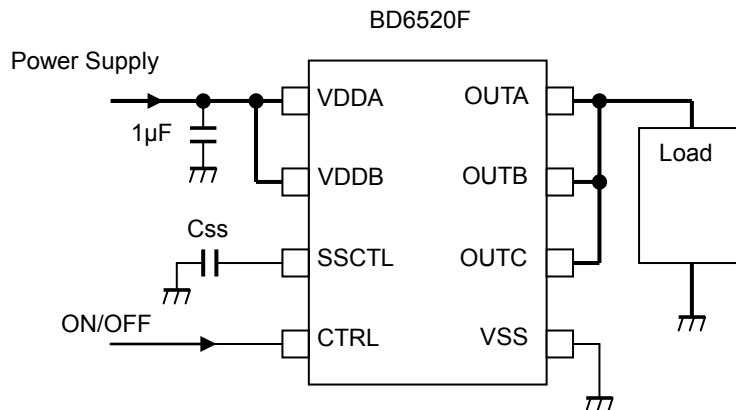 BD6520F
Power Supply
VDDA
OUTA
1µF
Load
VDDB
OUTB
Css
SSCTL
OUTC
ON/OFF
CTRL
VSS